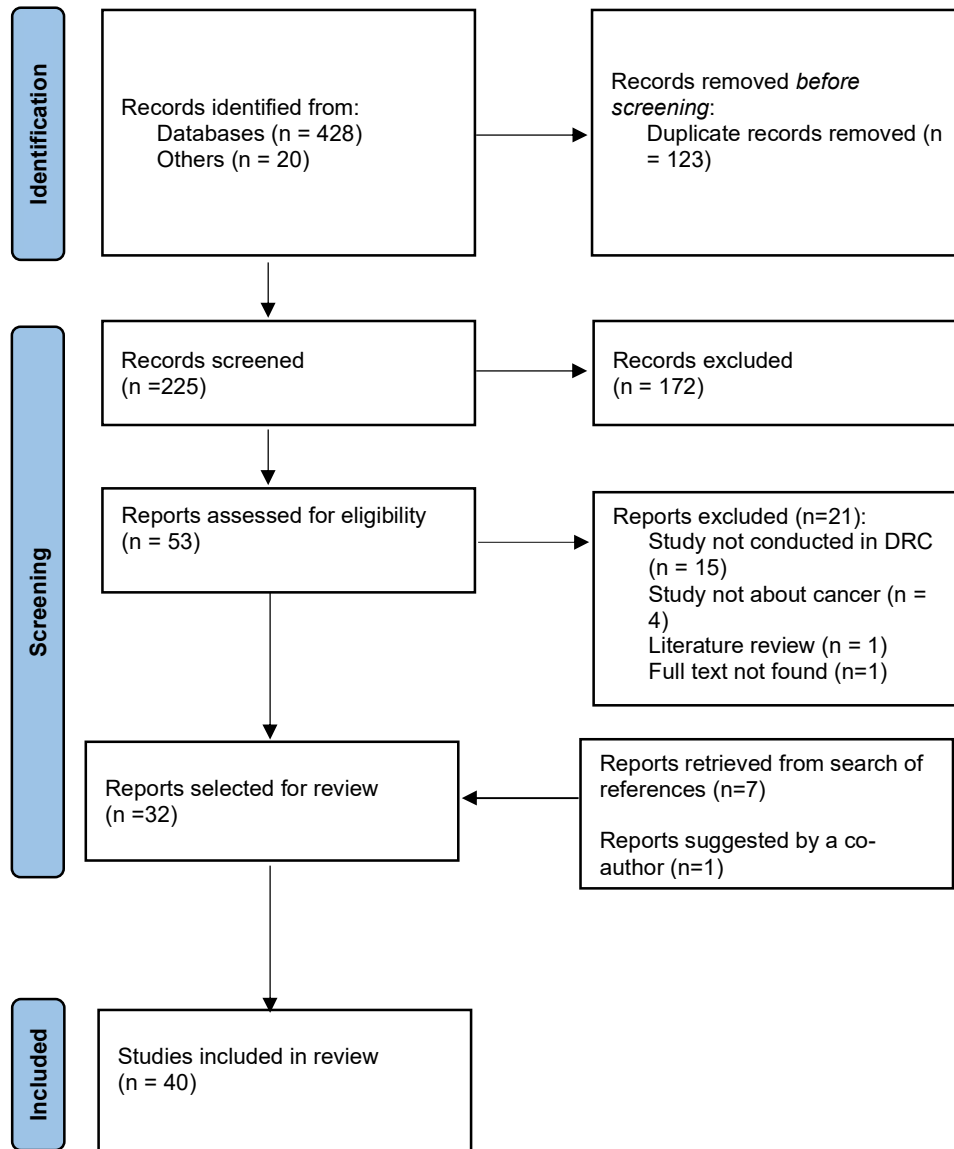 Identification
Records identified from:
Databases (n = 428)
Others (n = 20)
Records removed before
screening:
Duplicate records removed (n
= 123)
Screening
Records screened
(n =225)
Records excluded
(n = 172)
Reports assessed for eligibility
(n = 53)
Reports excluded (n=21):
Study not conducted in DRC
(n = 15)
Study not about cancer (n =
4)
Literature review (n = 1)
Full text not found (n=1)
Reports selected for review
(n =32)
Reports retrieved from search of
references (n=7)
Reports suggested by a co-
author (n=1)
Included
Studies included in review
(n = 40)